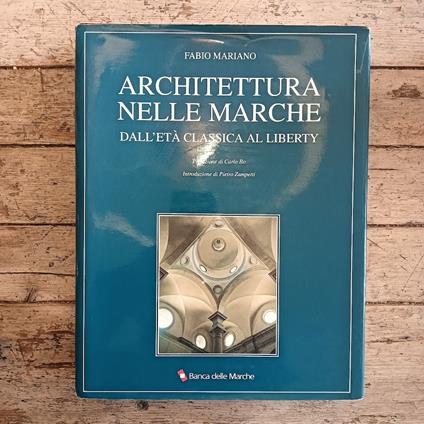 FABIO MARIANO
ARCHITETTURA
NELLE MARCHE
DALL'ETÀ CLASSICA AL LIBERTY
Prefazione di Carlo Bo
Introduzione di Pietro Zampetti
Banca delle Marche